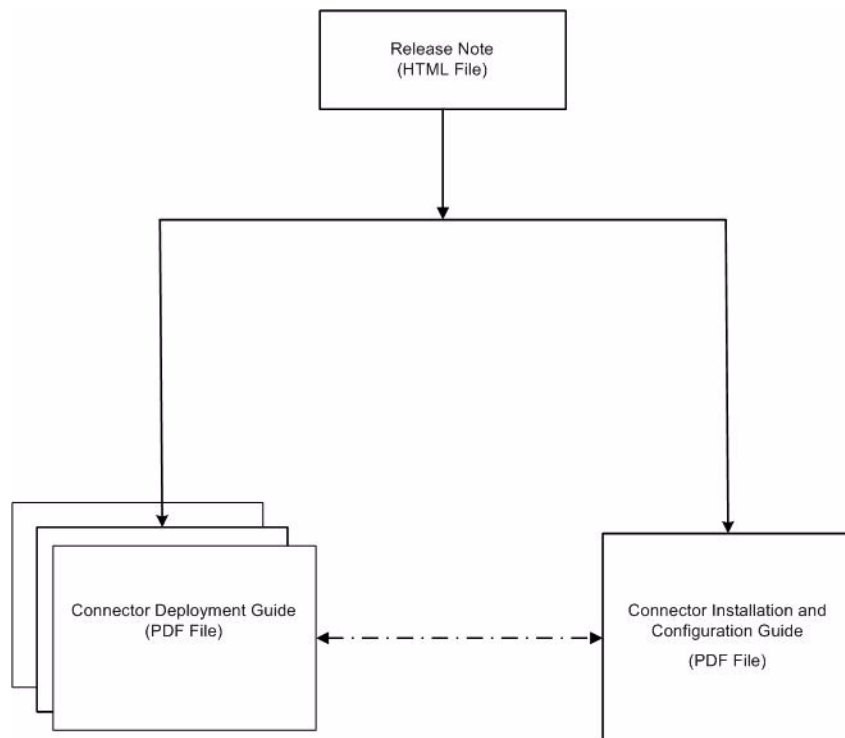 Release Note
(HTML File)
Connector Deployment Guide
(PDF File)
Connector Installation and
Configuration Guide
(PDF File)